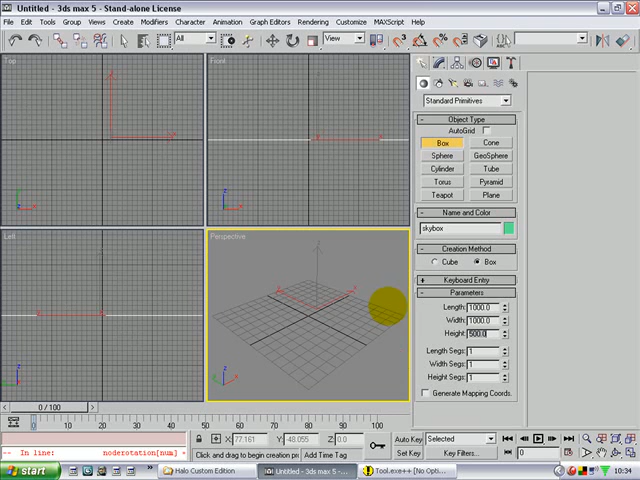 Untitled - 3ds max 5 - Stand-alone License
File Edit Tools Group Views Create Modifiers Character Animation Graph Editors Rendering Customize MAXScript Help
All View
Top Front
Standard Primitives
Object Type
AutoGrid
Box Cone
Sphere GeoSphere
Cylinder Tube
Torus Pyramid
Teapot Plane
Name and Color
skybox
Left Perspective
Creation Method
Cube Box
Keyboard Entry
Parameters
Length: 1000.0
Width: 1000.0
Height: 500.0
Length Segs: 1
Width Segs: 1
Height Segs: 1
Generate Mapping Coords.
0 / 100
0 10 20 30 40 50 60 70 80 90 100
X: 77.161 Y: -48.055 Z: 0.0
Auto Key Selected
In line: noderotation[num]
Click and drag to begin creation pr Add Time Tag
Set Key Key Filters... 0
start Halo Custom Edition Untitled - 3ds max 5 -... Tool.exe++ [No Opti... 10:34